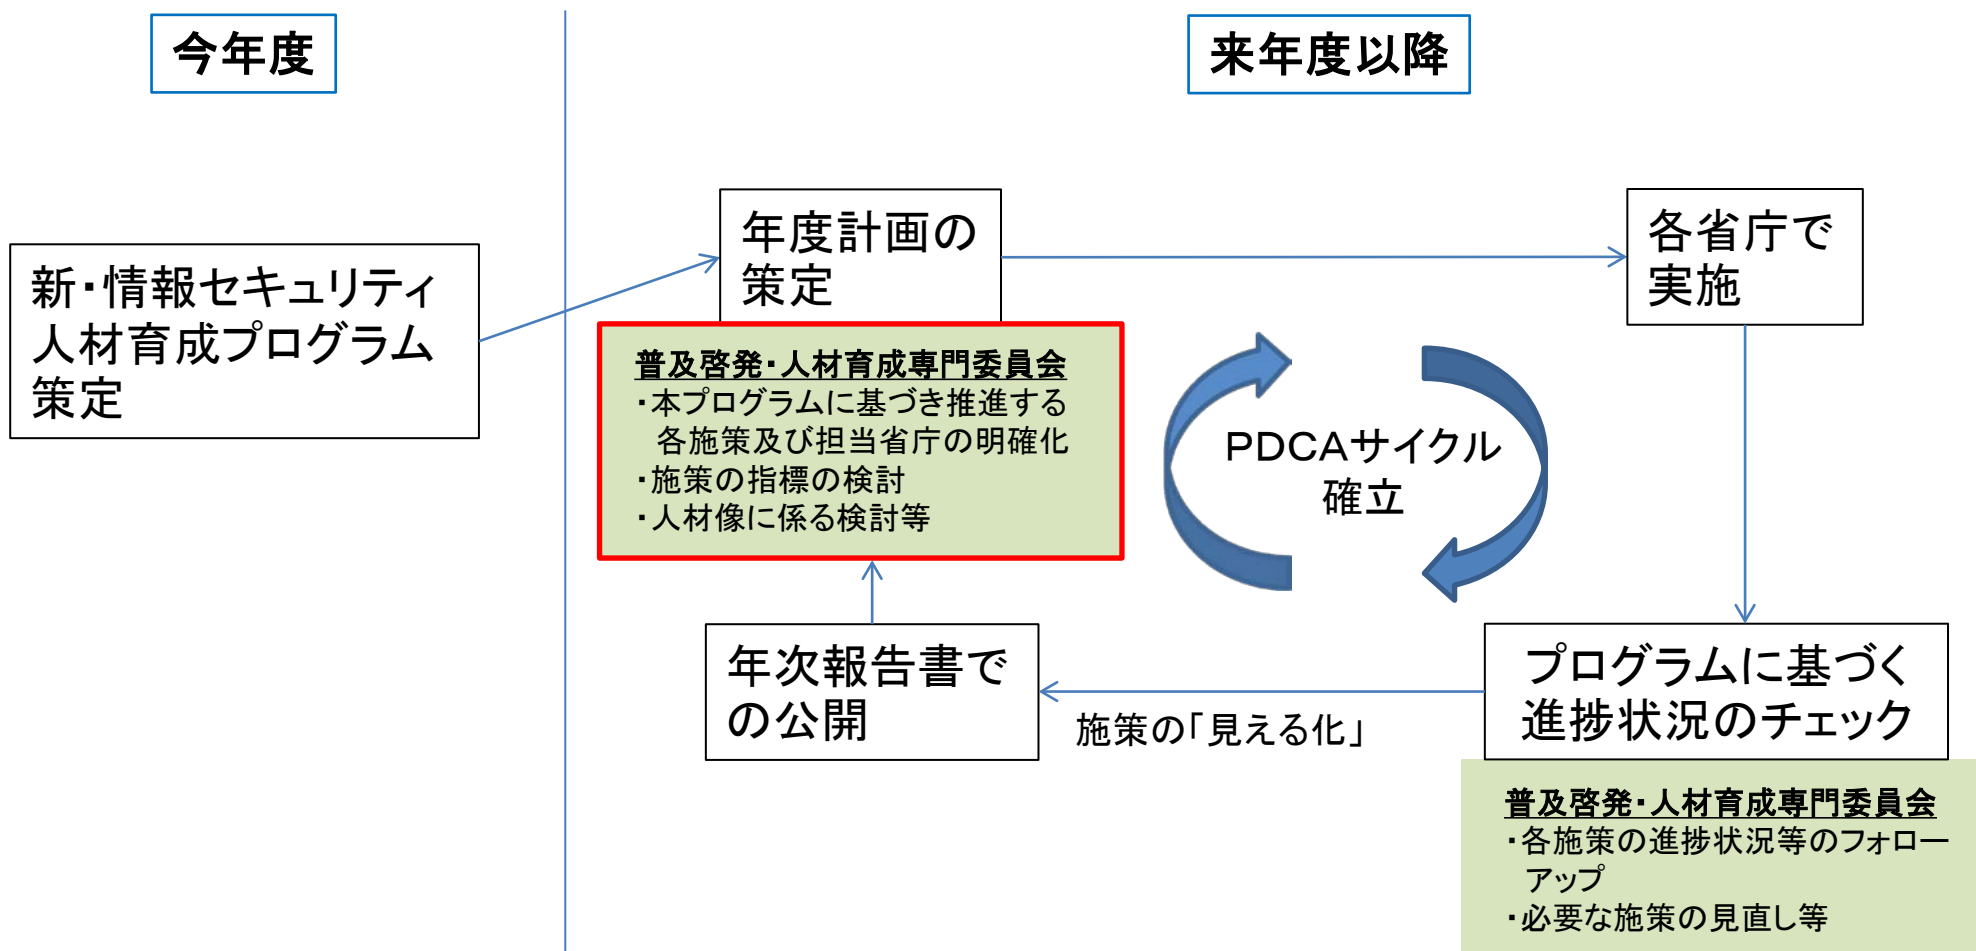 今年度
来年度以降
新・情報セキュリティ
人材育成プログラム
策定
年度計画の
策定
各省庁で
実施
普及啓発・人材育成専門委員会
・本プログラムに基づき推進する
各施策及び担当省庁の明確化
・施策の指標の検討
・人材像に係る検討等
PDCAサイクル
確立
年次報告書で
の公開
施策の「見える化」
プログラムに基づく
進捗状況のチェック
普及啓発・人材育成専門委員会
・各施策の進捗状況等のフォロー
アップ
・必要な施策の見直し等